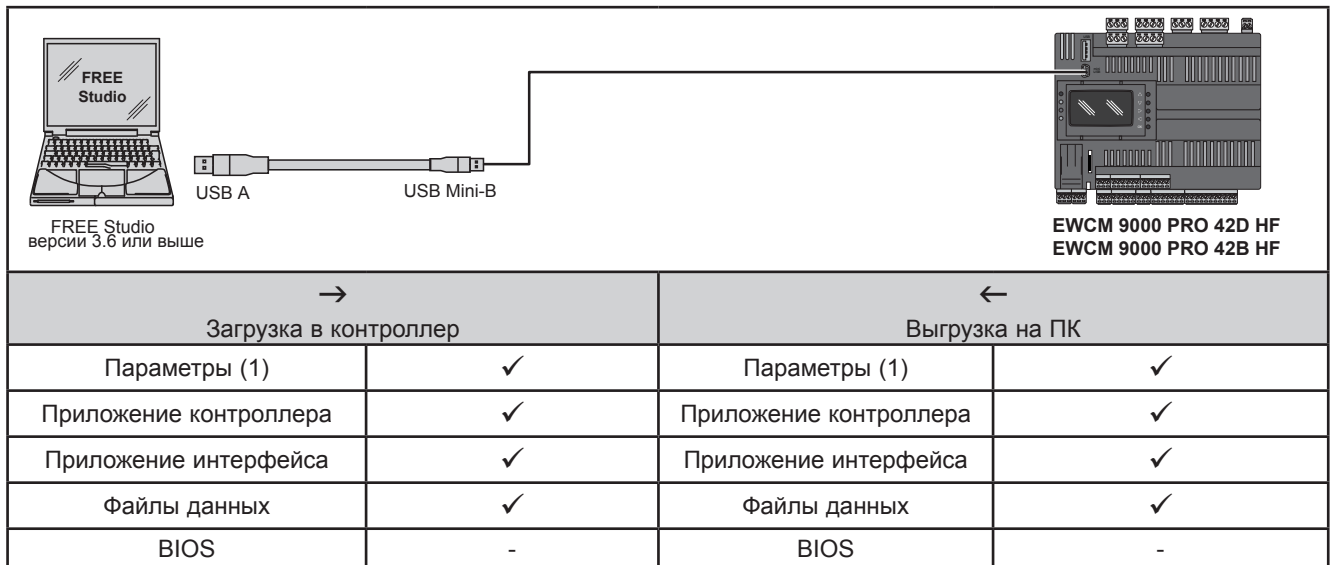 FREE
Studio
USB A
USB Mini-B
FREE Studio
версии 3.6 или выше
EWCM 9000 PRO 42D HF
EWCM 9000 PRO 42B HF
→ ←
Загрузка в контроллер Выгрузка на ПК
Параметры (1) ✓ Параметры (1) ✓
Приложение контроллера ✓ Приложение контроллера ✓
Приложение интерфейса ✓ Приложение интерфейса ✓
Файлы данных ✓ Файлы данных ✓
BIOS - BIOS -